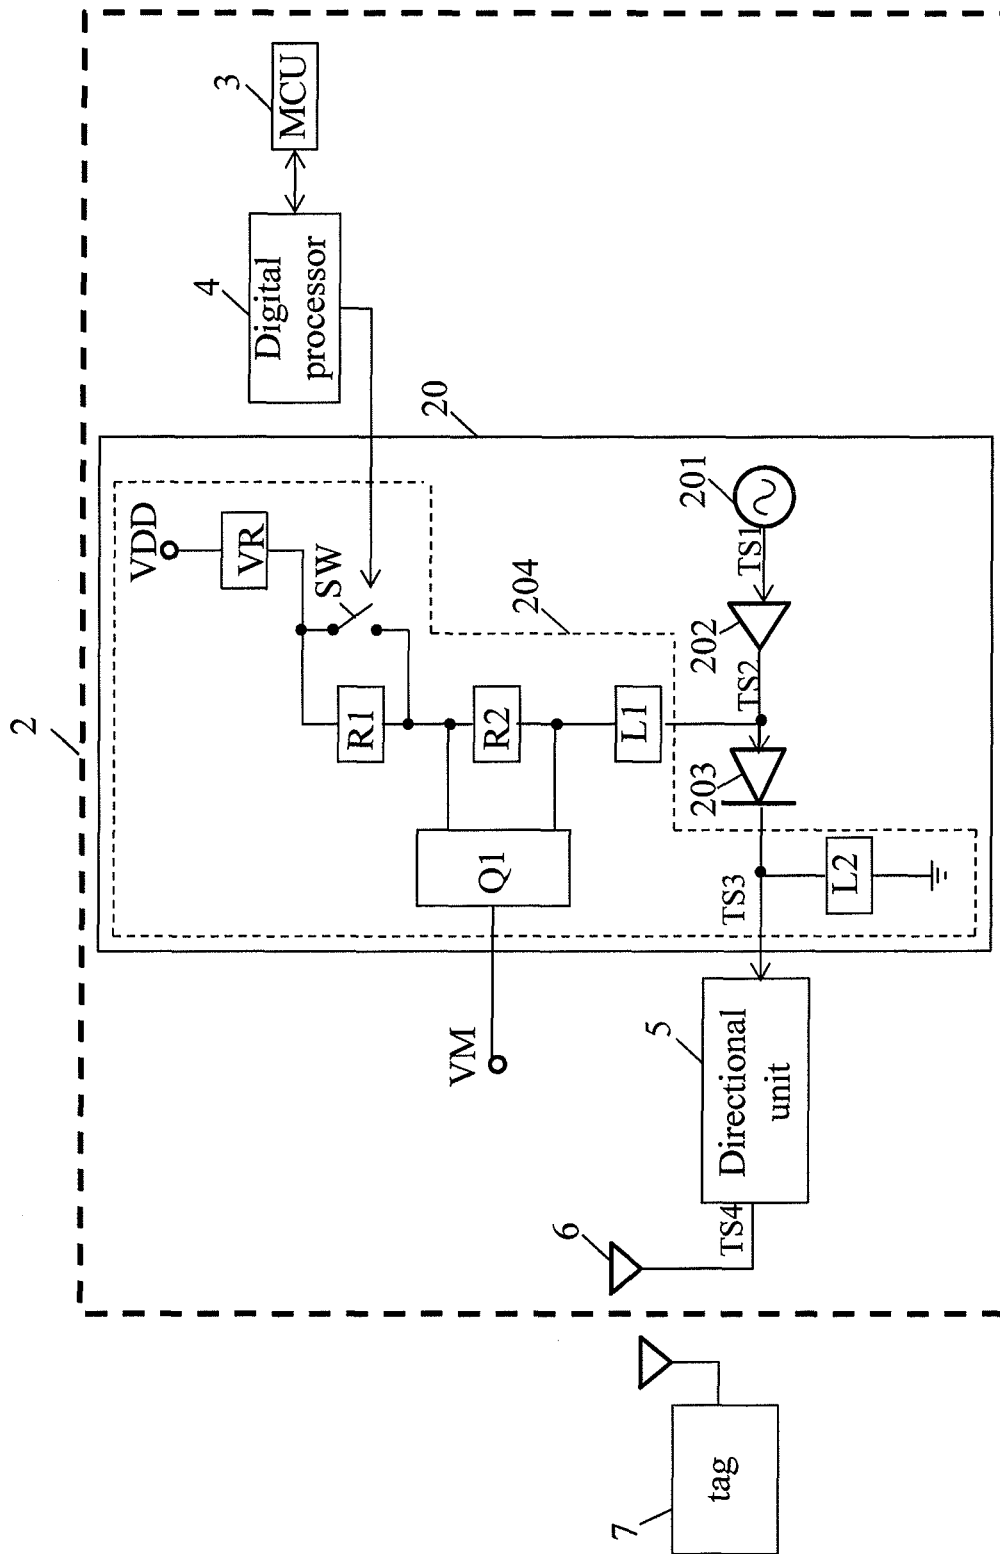 2
3
MCU
4
Digital
processor
20
VDD
VR
SW
204
R1
R2
L1
Q1
VM
201
TS1
202
TS2
203
TS3
L2
5
Directional
unit
TS4
6
7
tag